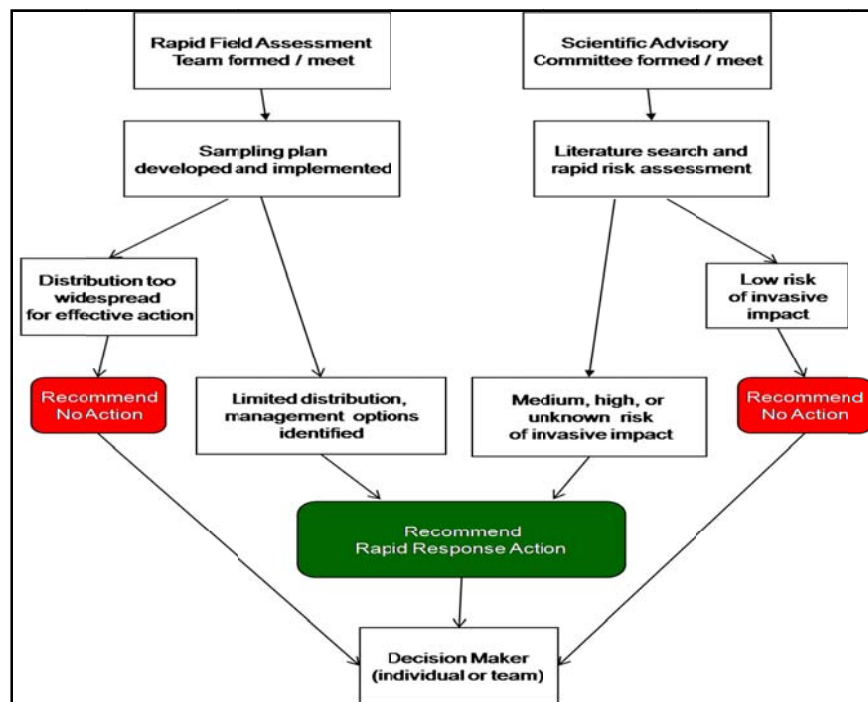 Rapid Field Assessment
Team formed / meet
Scientific Advisory
Committee formed / meet
Sampling plan
developed and implemented
Literature search and
rapid risk assessment
Distribution too
widespread
for effective action
Low risk
of invasive
impact
Recommend
No Action
Limited distribution,
management options
identified
Medium, high, or
unknown risk
of invasive impact
Recommend
No Action
Recommend
Rapid Response Action
Decision Maker
(individual or team)